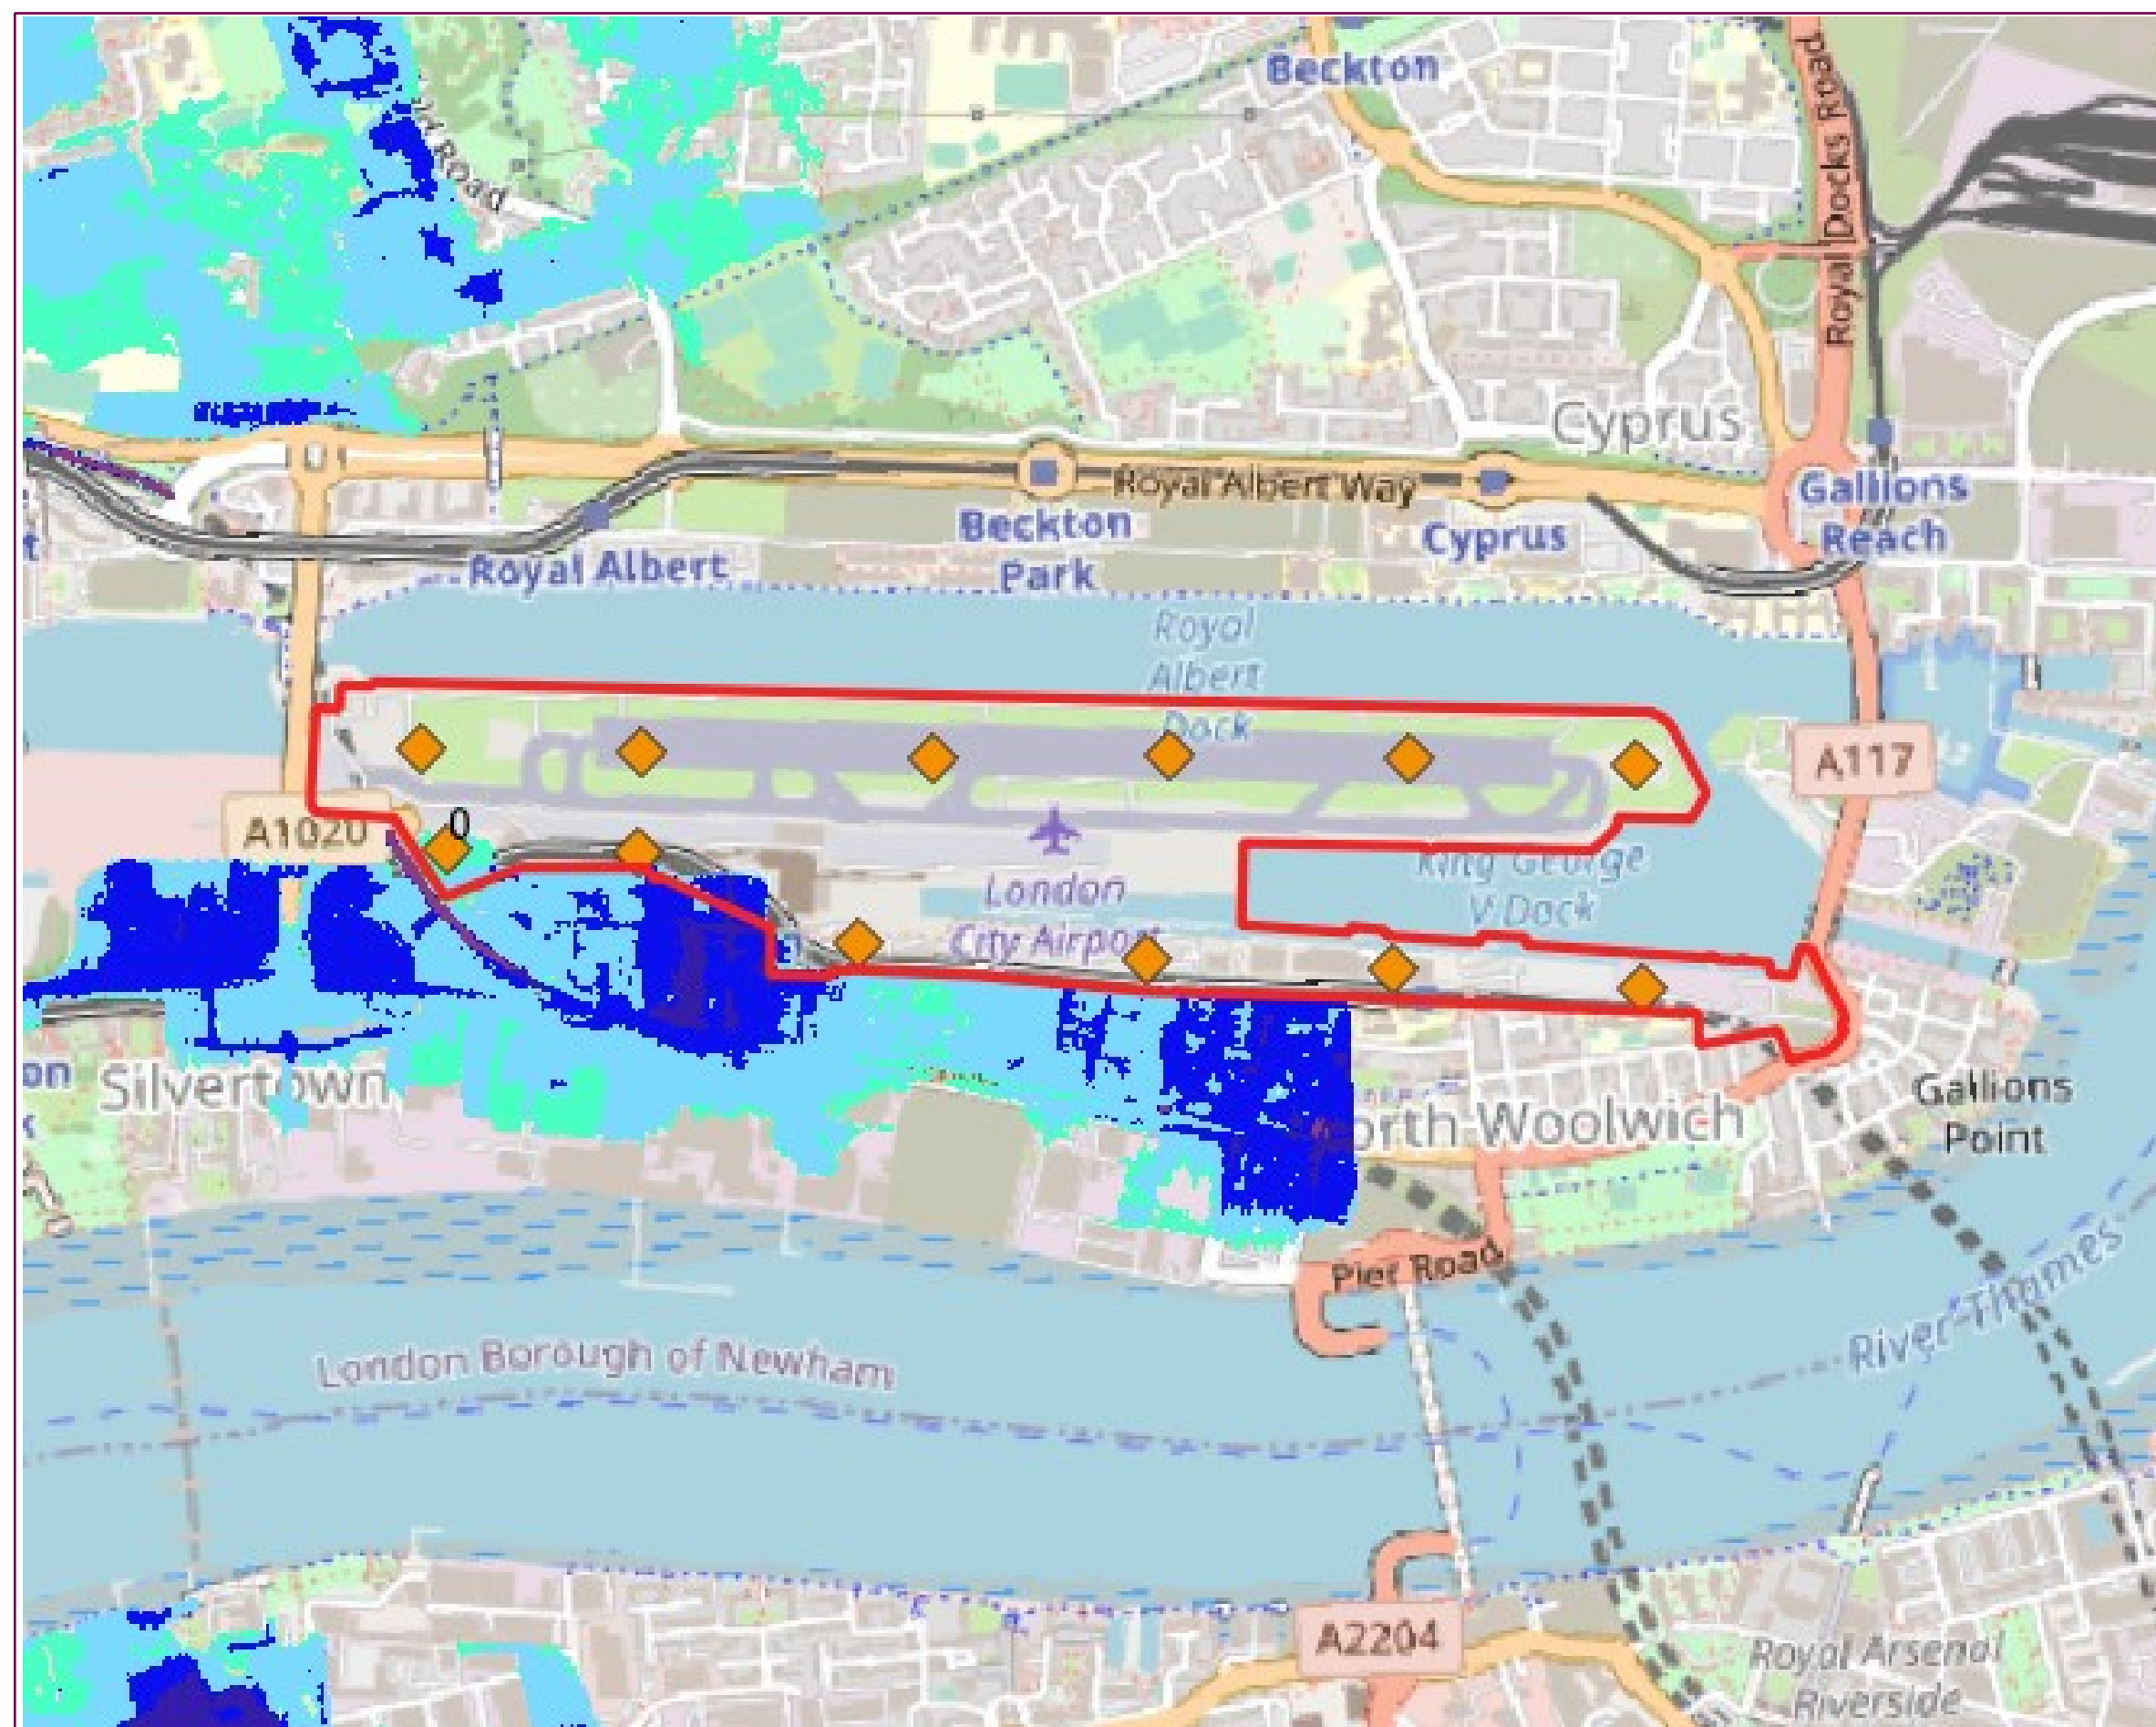 Beckton
Road
Royal Docks Road
Cyprus
Royal Albert Way
Gallions
Reach
Beckton
Park
Cyprus
Royal Albert
Royal
Albert
Dock
A117
0
A1020
King George
V Dock
London
City Airport
Silvertown
North Woolwich
Gallions
Point
Pier Road
River Thames
London Borough of Newham
A2204
Royal Arsenal
Riverside